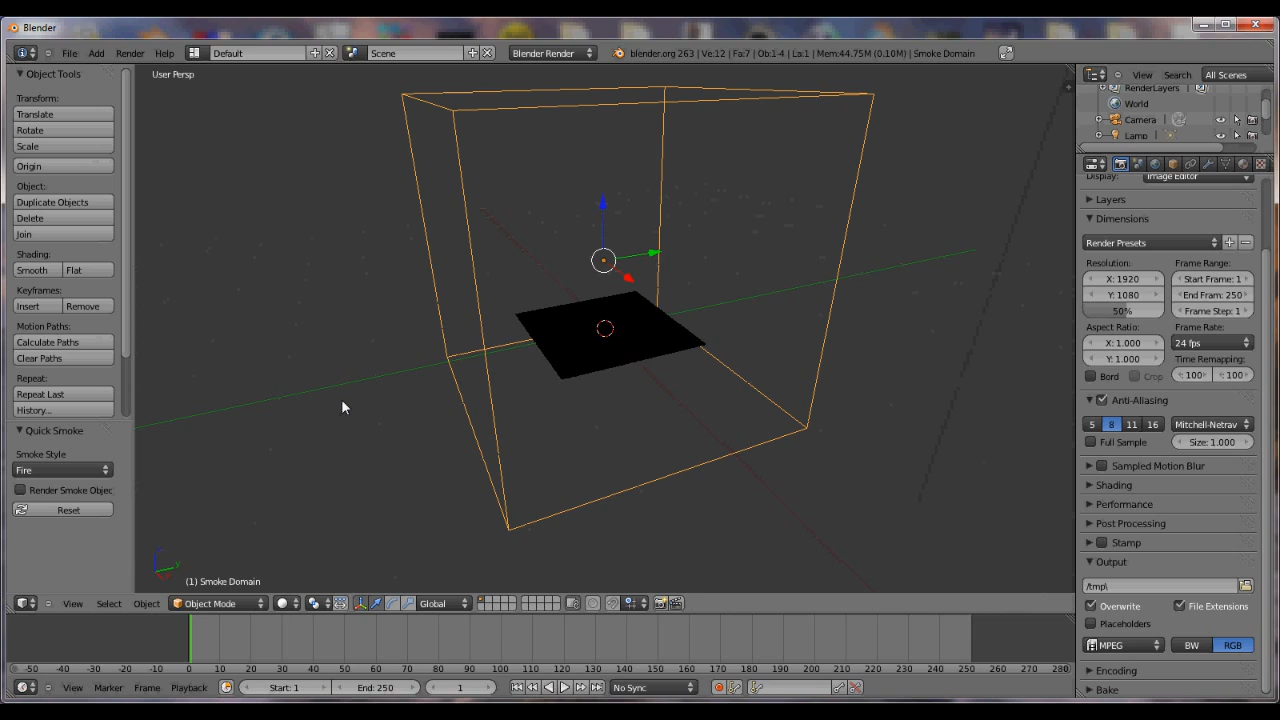 Blender
File Add Render Help Default Scene Blender Render blender.org 263 | Ve:12 | Fa:7 | Ob:1-4 | La:1 | Mem:44.75M (0.10M) | Smoke Domain
Object Tools
Transform:
Translate
Rotate
Scale
Origin
Object:
Duplicate Objects
Delete
Join
Shading:
Smooth Flat
Keyframes:
Insert Remove
Motion Paths:
Calculate Paths
Clear Paths
Repeat:
Repeat Last
History...
Quick Smoke
Smoke Style
Fire
Render Smoke Objec
Reset
User Persp
y
(1) Smoke Domain
View Select Object Object Mode Global
-50 -40 -30 -20 -10 0 10 20 30 40 50 60 70 80 90 100 110 120 130 140 150 160 170 180 190 200 210 220 230 240 250 260 270 280
View Marker Frame Playback Start: 1 End: 250 1 No Sync
View Search All Scenes
RenderLayers
World
Camera
Lamp
Display: Image Editor
Layers
Dimensions
Render Presets
Resolution: Frame Range:
X: 1920 Start Frame: 1
Y: 1080 End Fram: 250
50% Frame Step: 1
Aspect Ratio: Frame Rate:
X: 1.000 24 fps
Y: 1.000 Time Remapping:
Bord Crop 100 100
Anti-Aliasing
5 8 11 16 Mitchell-Netrav
Full Sample Size: 1.000
Sampled Motion Blur
Shading
Performance
Post Processing
Stamp
Output
/tmp\
Overwrite File Extensions
Placeholders
MPEG BW RGB
Encoding
Bake